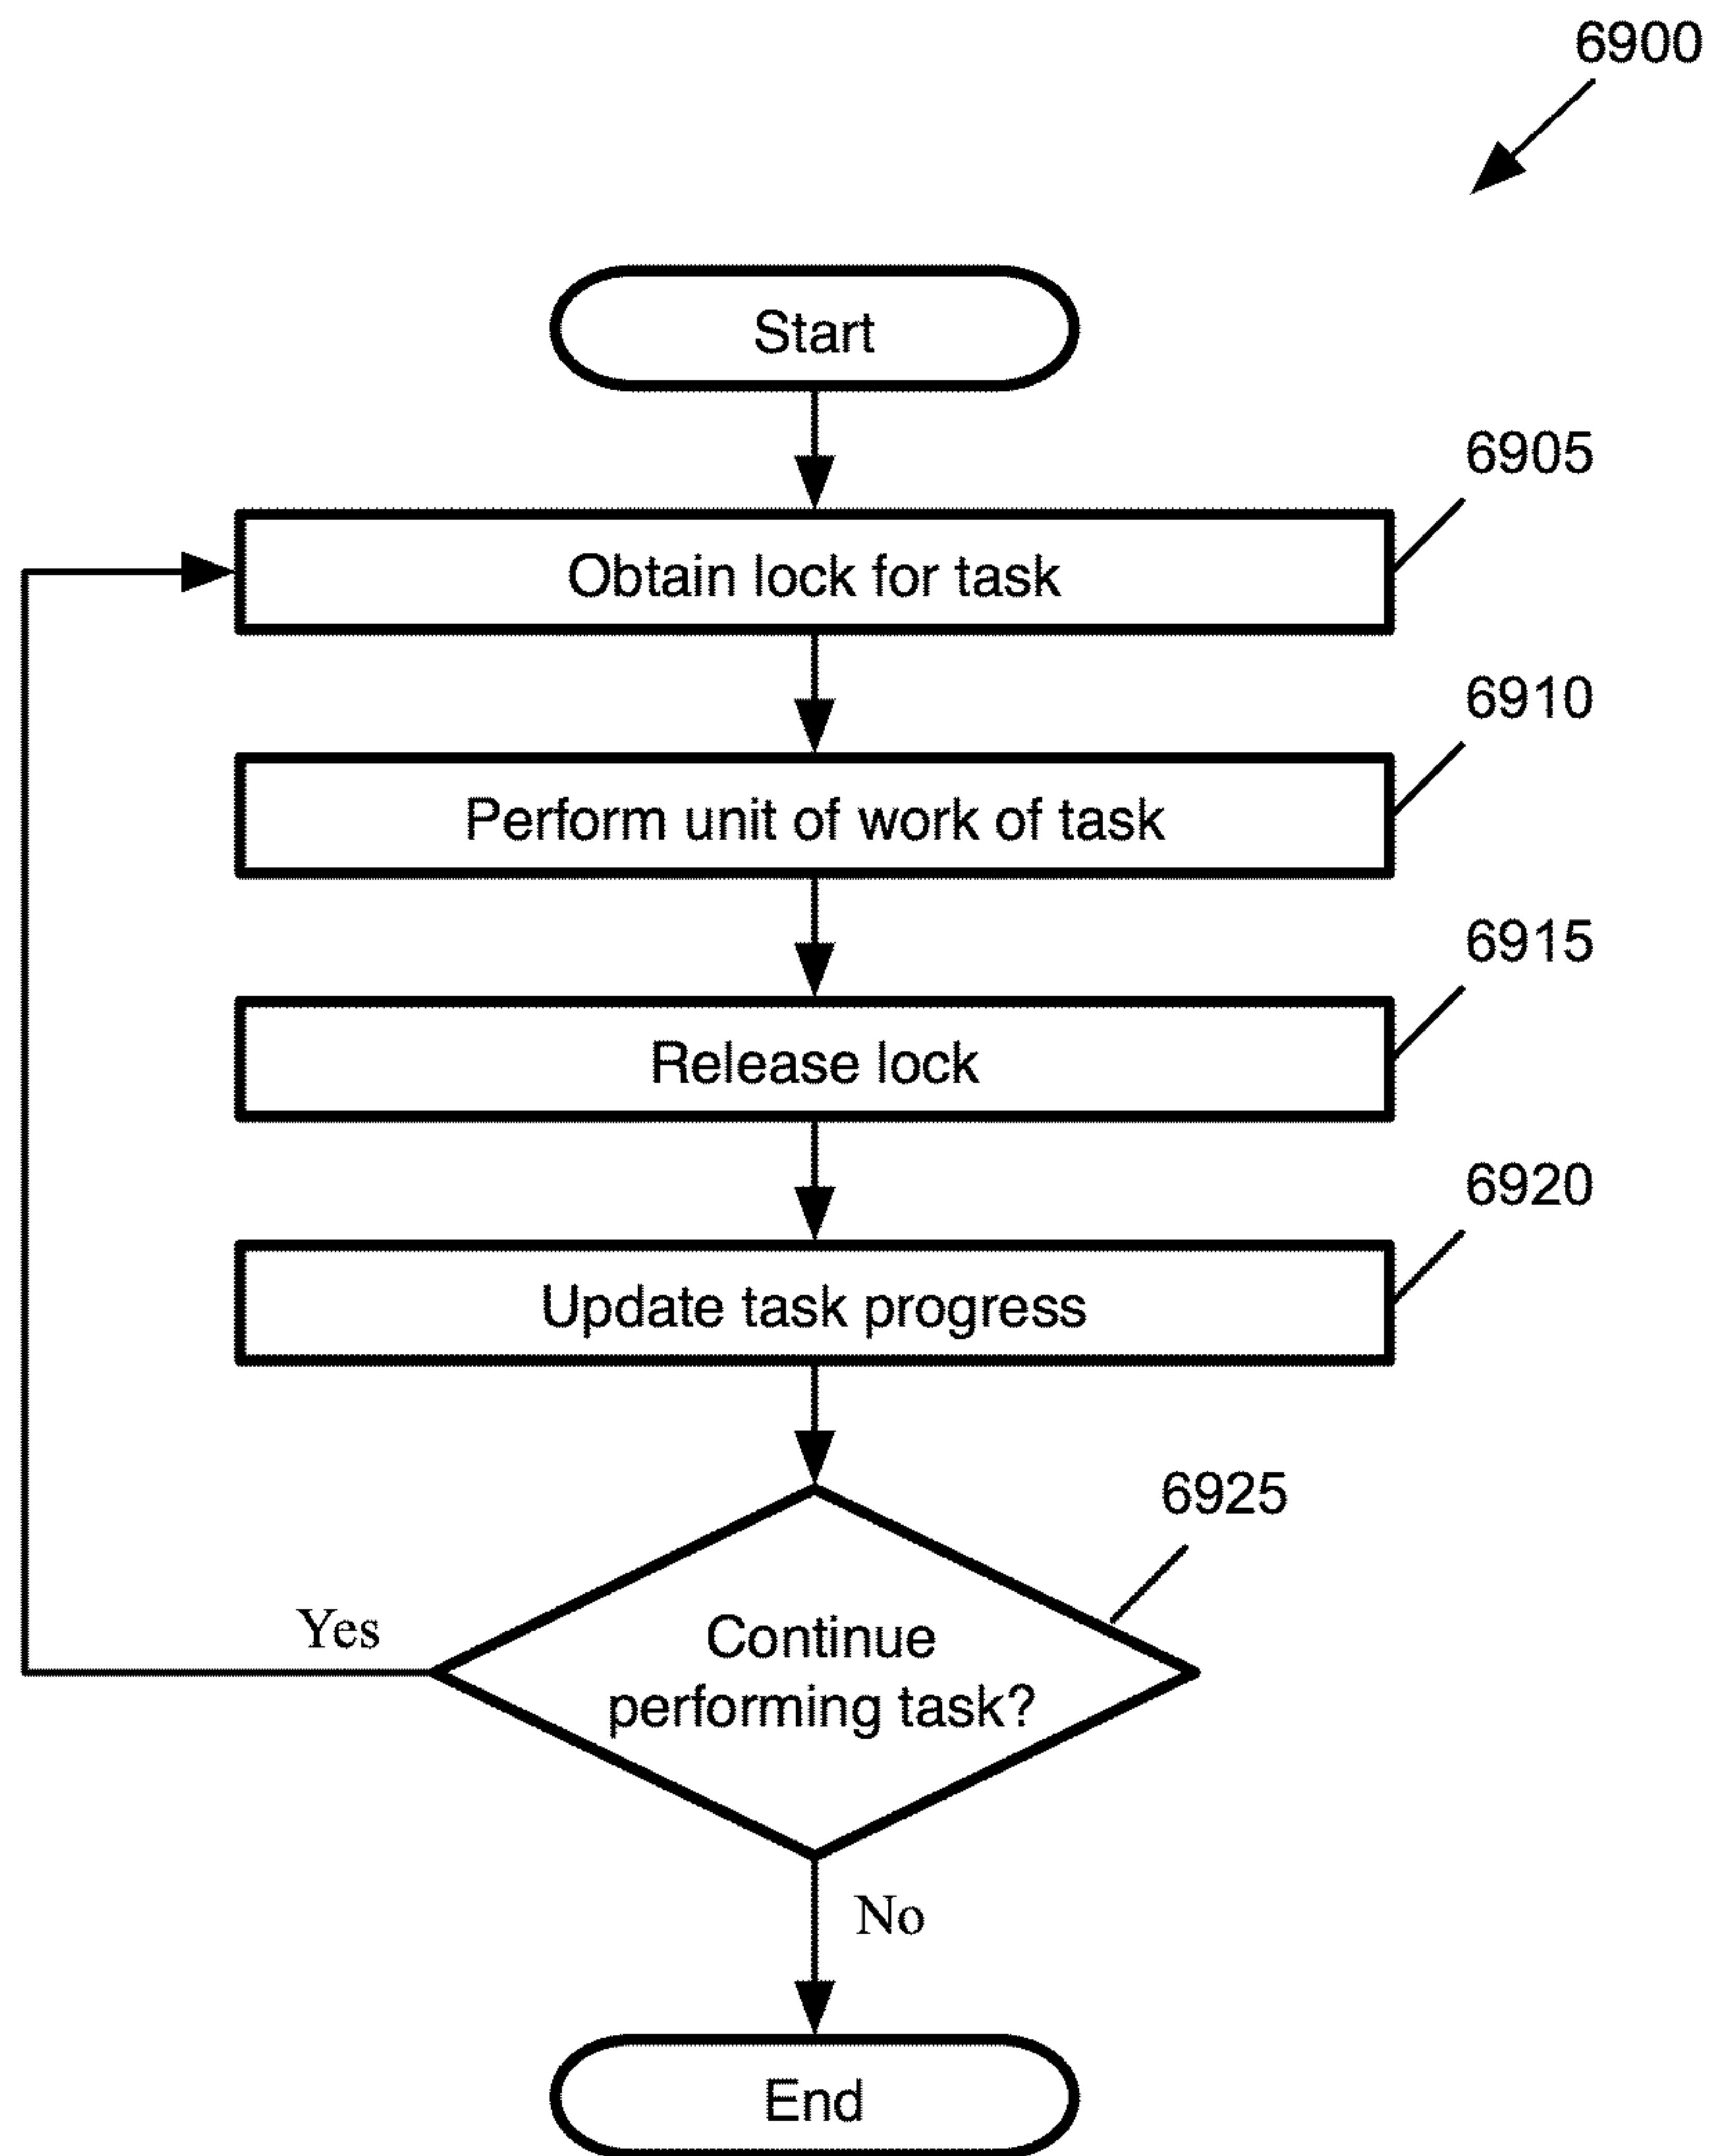 6900
Start
6905
Obtain lock for task
6910
Perform unit of work of task
6915
Release lock
6920
Update task progress
6925
Continue
performing task?
Yes
No
End